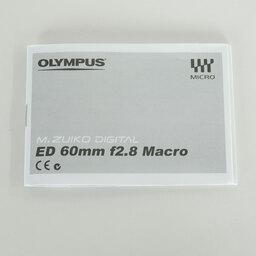 OLYMPUS
MICRO
M.ZUIKO DIGITAL
ED 60mm f2.8 Macro
CE